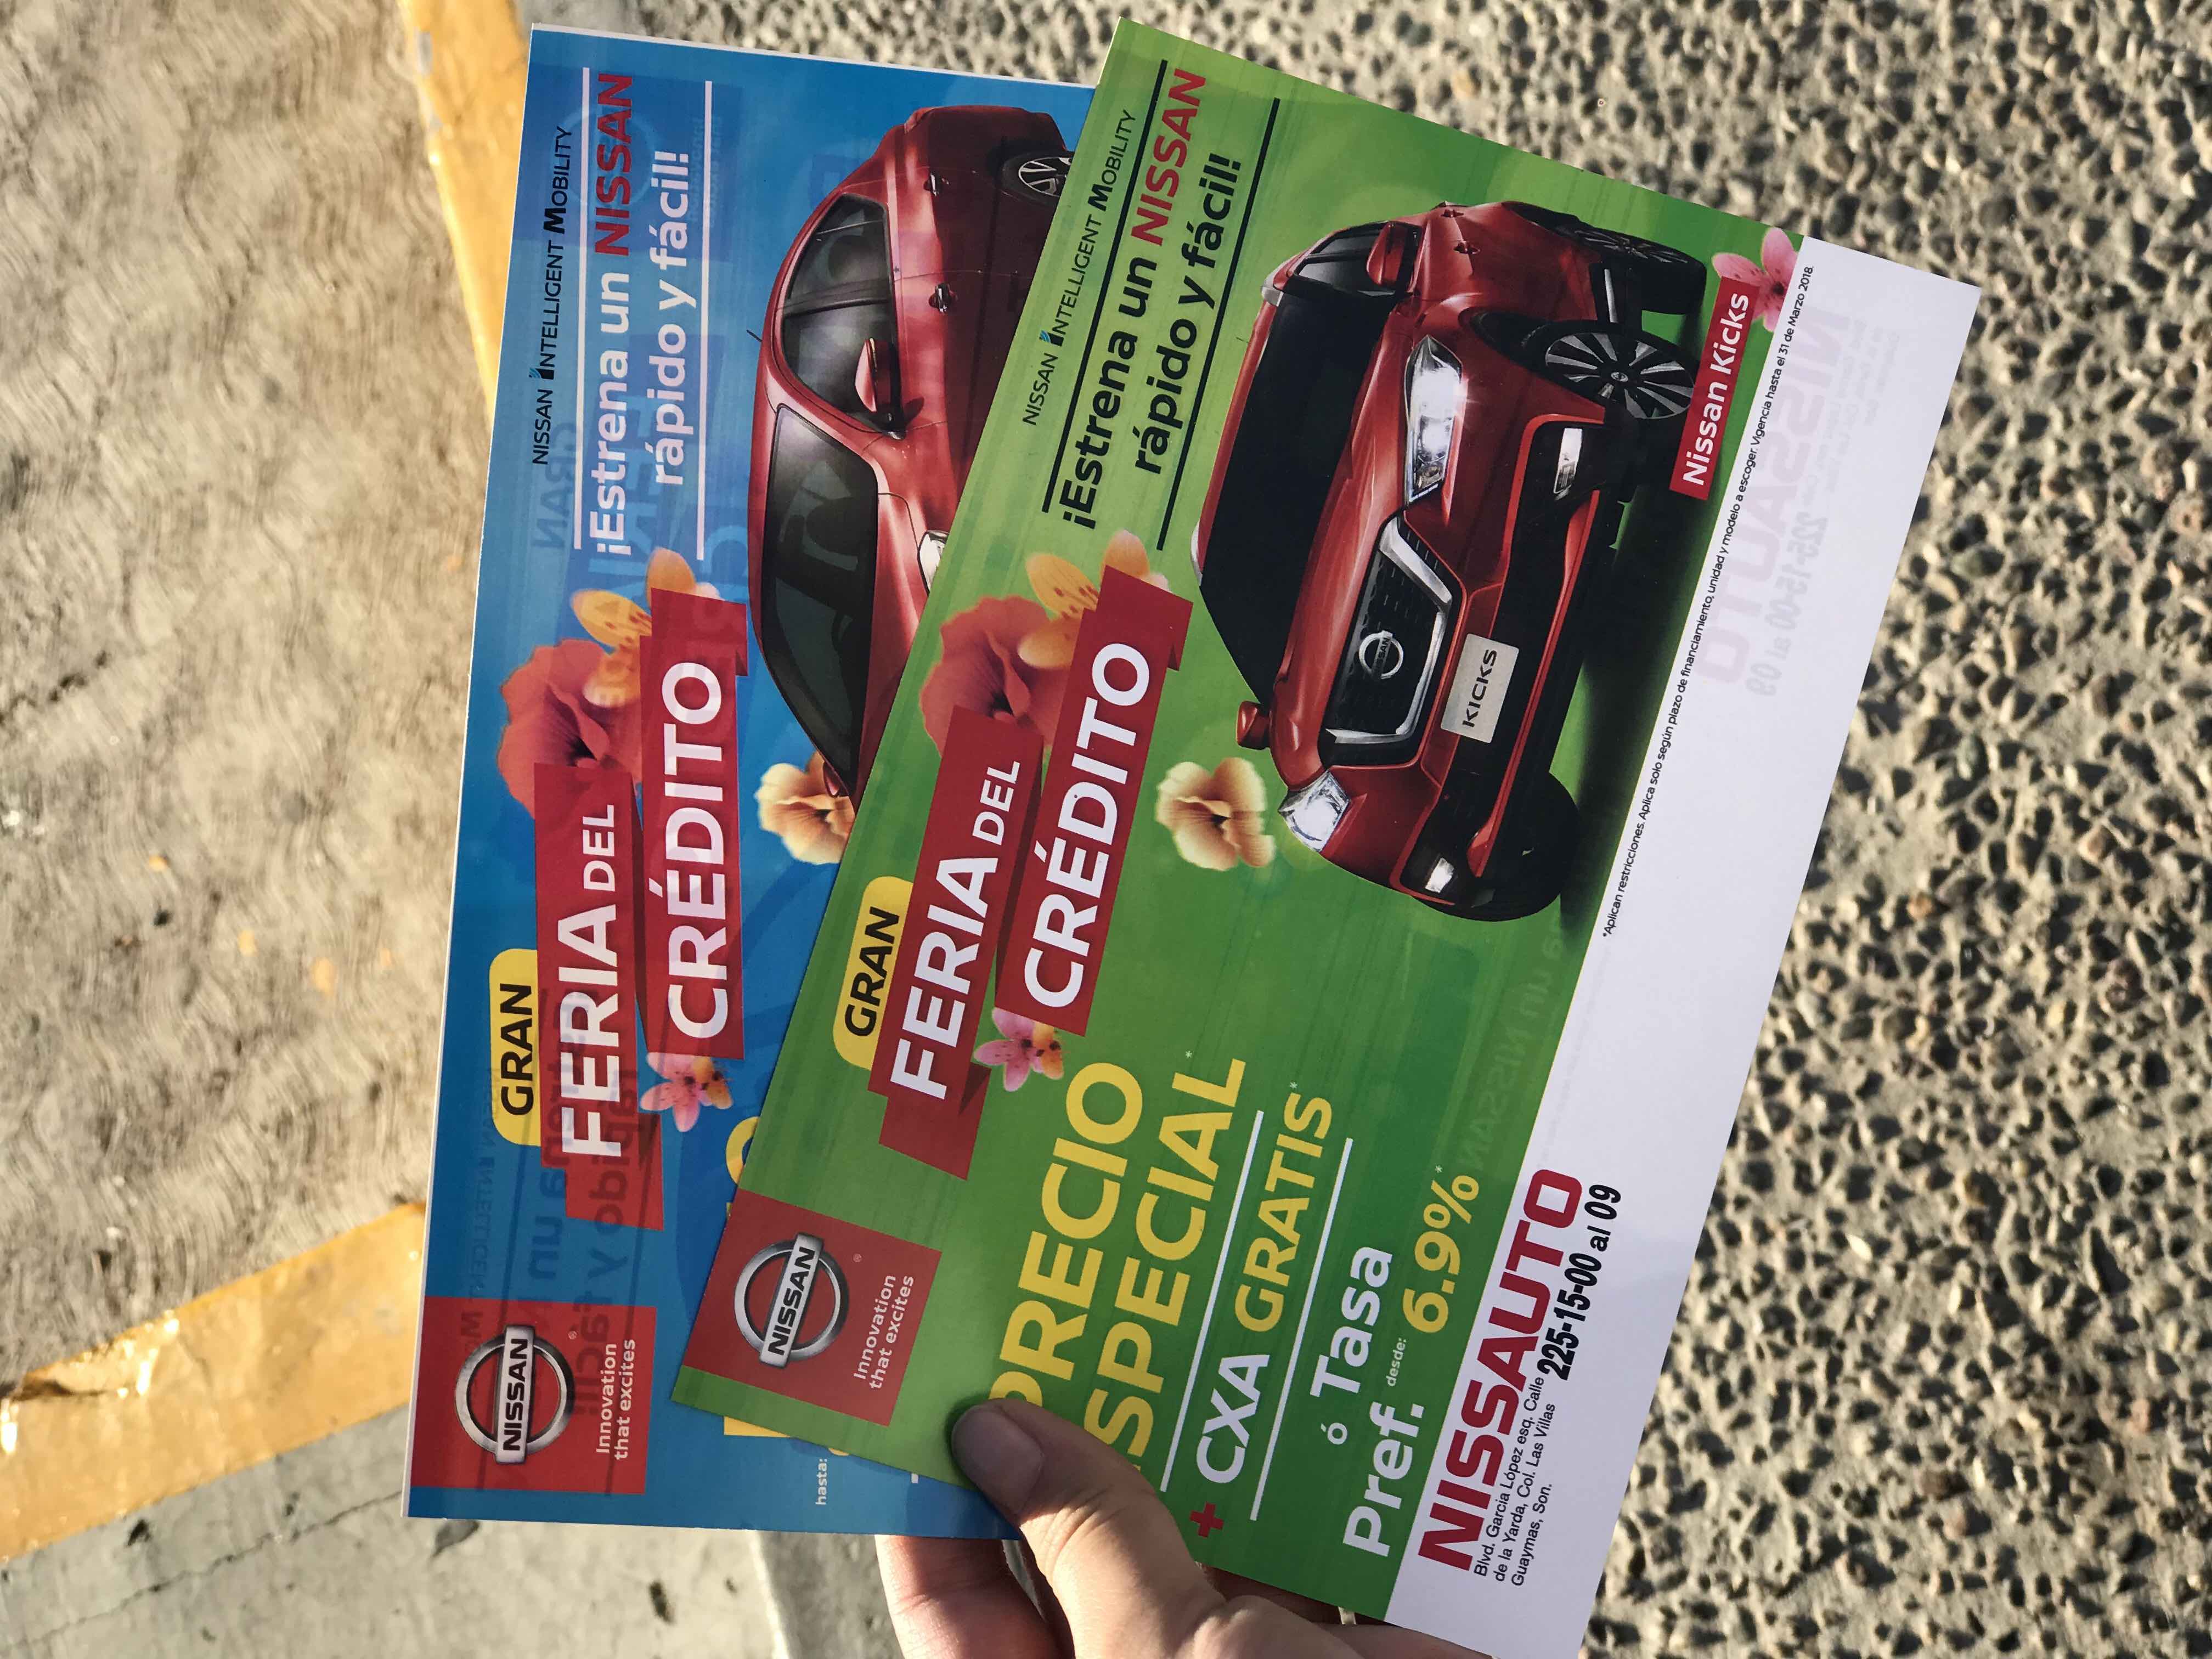 NISSAN
Innovation
that excites
GRAN
FERIA DEL
CRÉDITO
NISSAN INTELLIGENT MOBILITY
¡Estrena un NISSAN
rápido y fácil!
hasta:
NISSAN
Innovation
that excites
GRAN
FERIA DEL
CRÉDITO
NISSAN INTELLIGENT MOBILITY
¡Estrena un NISSAN
rápido y fácil!
PRECIO
ESPECIAL*
+ CXA GRATIS*
ó Tasa
Pref. desde: 6.9%*
NISSAN
KICKS
Nissan Kicks
*Aplican restricciones. Aplica solo según plazo de financiamiento, unidad y modelo a escoger. Vigencia hasta el 31 de Marzo 2018.
NISSAUTO
Blvd. García López esq. Calle
de la Yarda, Col. Las Villas
Guaymas, Son.
225-15-00 al 09